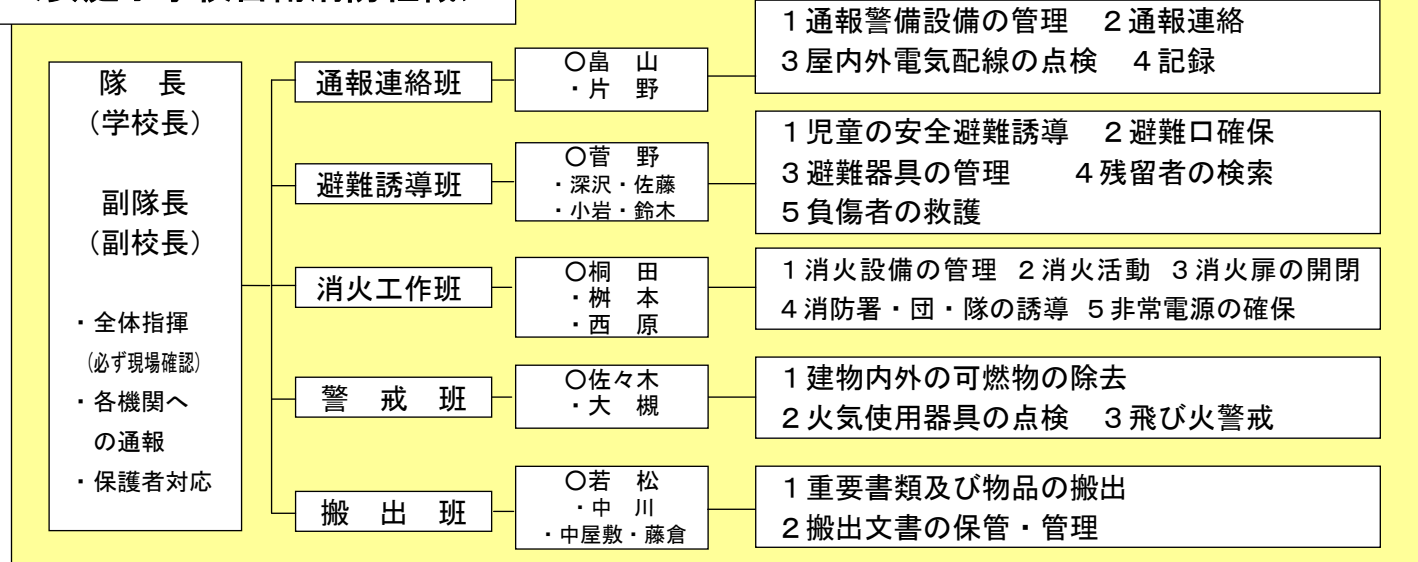 隊　長
（学校長）
副隊長
（副校長）
・全体指揮
（必ず現場確認）
・各機関へ
の通報
・保護者対応
通報連絡班
〇畠　山
・片　野
１通報警備設備の管理　２通報連絡
３屋内外電気配線の点検　４記録
避難誘導班
〇菅　野
・深沢・佐藤
・小岩・鈴木
１児童の安全避難誘導　２避難口確保
３避難器具の管理　　４残留者の検索
５負傷者の救護
消火工作班
〇桐　田
・桝　本
・西　原
１消火設備の管理　２消火活動　３消火扉の開閉
４消防署・団・隊の誘導　５非常電源の確保
警　戒　班
〇佐々木
・大　槻
１建物内外の可燃物の除去
２火気使用器具の点検　３飛び火警戒
搬　出　班
〇若　松
・中　川
・中屋敷・藤倉
１重要書類及び物品の搬出
２搬出文書の保管・管理